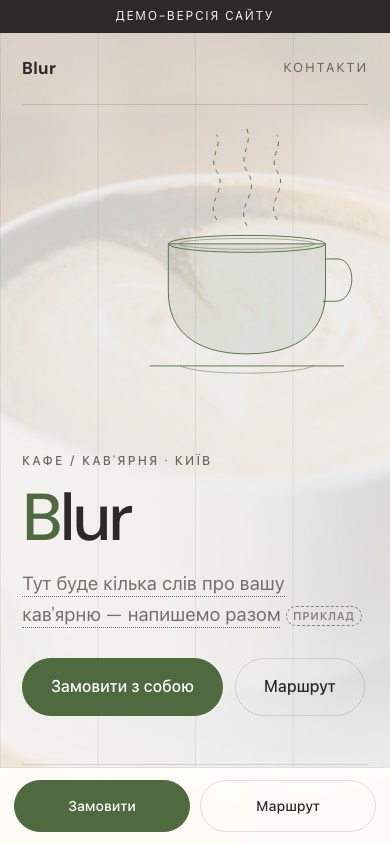 ДЕМО-ВЕРСІЯ САЙТУ
Blur
КОНТАКТИ
КАФЕ / КАВ'ЯРНЯ · КИЇВ
Blur
Тут буде кілька слів про вашу
кав'ярню — напишемо разом ПРИКЛАД
Замовити з собою
Маршрут
Замовити
Маршрут